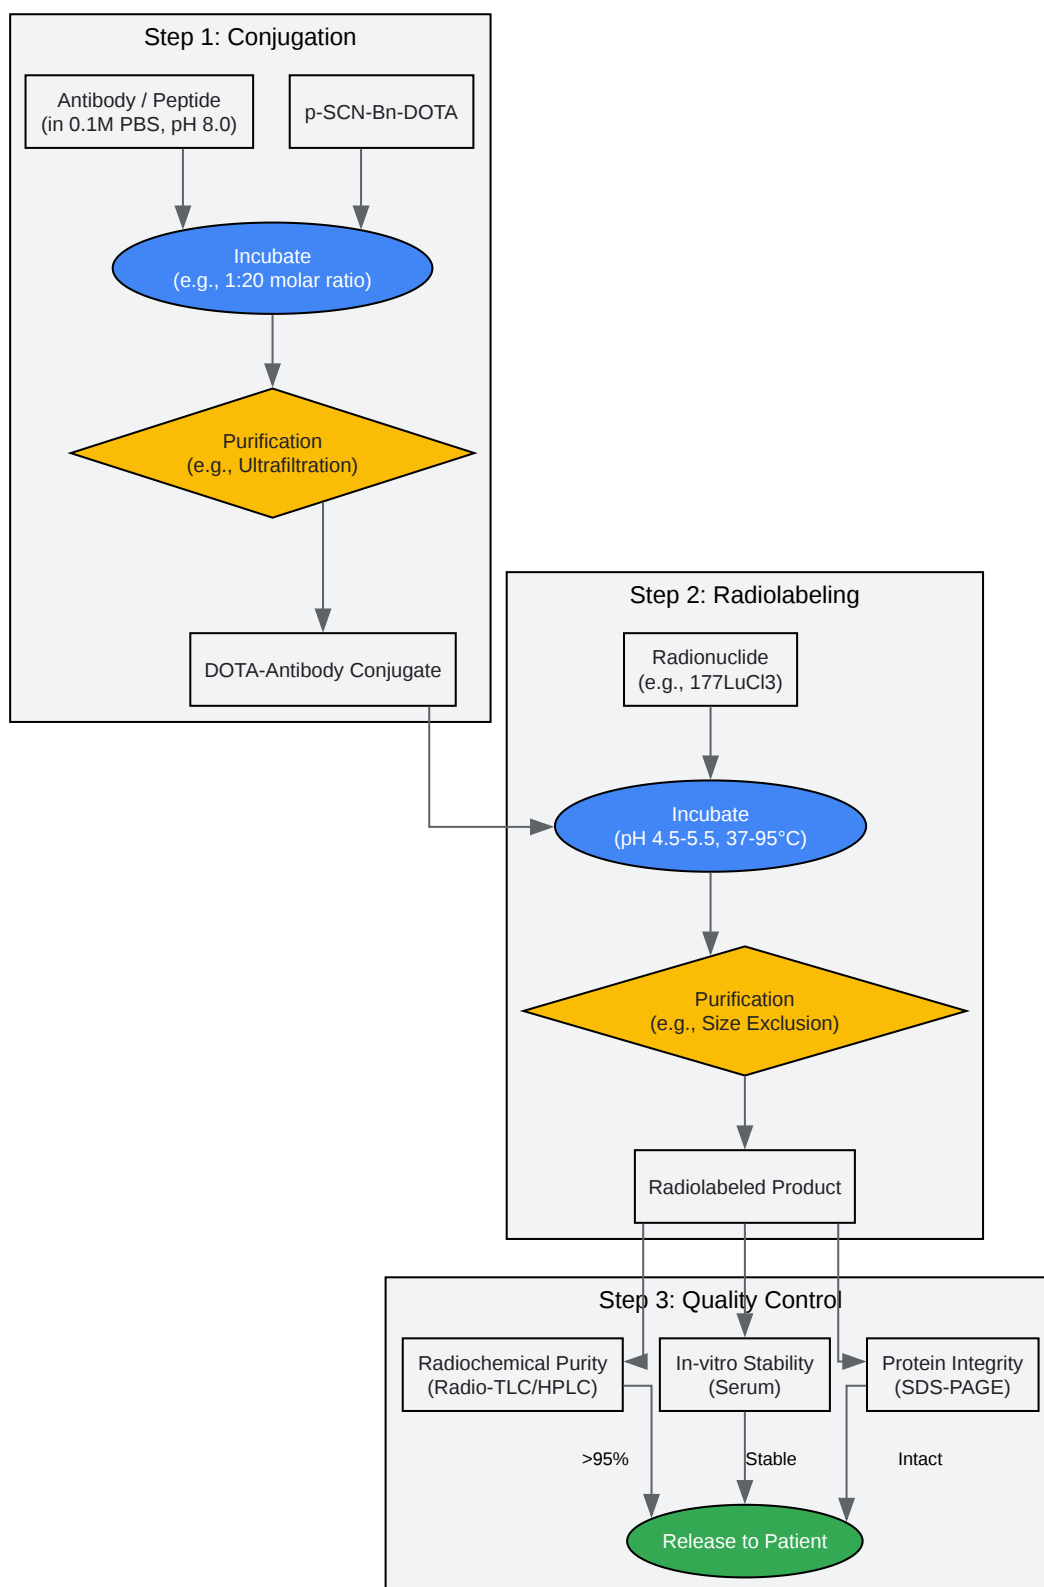 Step 1: Conjugation
Antibody / Peptide
(in 0.1M PBS, pH 8.0)
p-SCN-Bn-DOTA
Incubate
(e.g., 1:20 molar ratio)
Purification
(e.g., Ultrafiltration)
DOTA-Antibody Conjugate
Step 2: Radiolabeling
Radionuclide
(e.g., 177LuCl3)
Incubate
(pH 4.5-5.5, 37-95°C)
Purification
(e.g., Size Exclusion)
Radiolabeled Product
Step 3: Quality Control
Radiochemical Purity
(Radio-TLC/HPLC)
In-vitro Stability
(Serum)
Protein Integrity
(SDS-PAGE)
>95%
Stable
Intact
Release to Patient